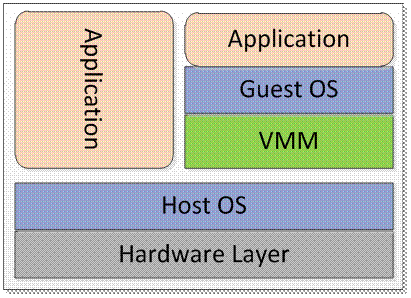 Application
Application
Guest OS
VMM
Host OS
Hardware Layer